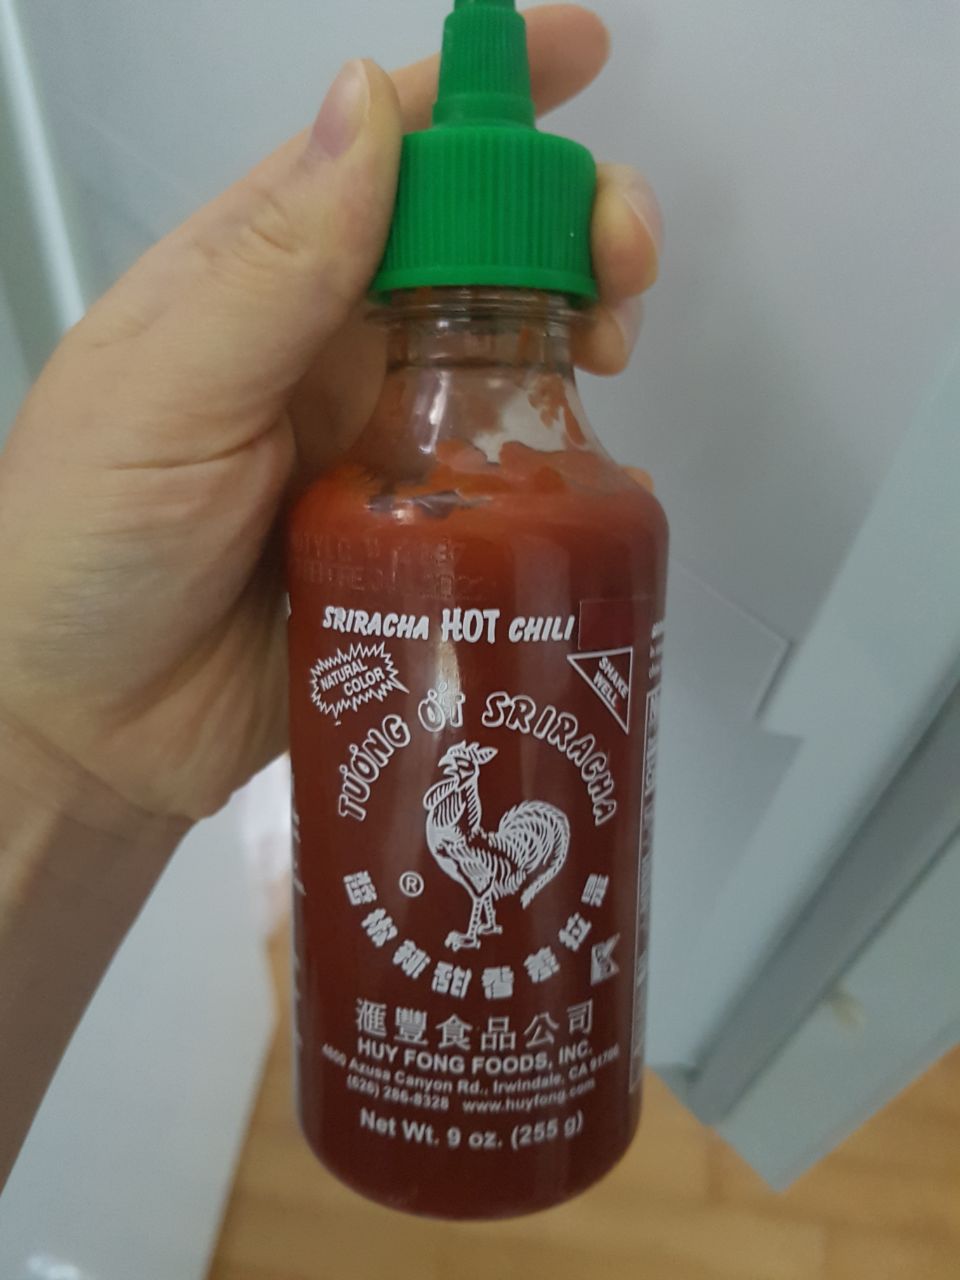 SRIRACHA HOT CHILI
NATURAL
COLOR
SHAKE
WELL
TƯƠNG ỚT SRIRACHA
®
滙豐食品公司
HUY FONG FOODS, INC.
4800 Azusa Canyon Rd., Irwindale, CA 91706
(626) 286-8328 www.huyfong.com
Net Wt. 9 oz. (255 g)